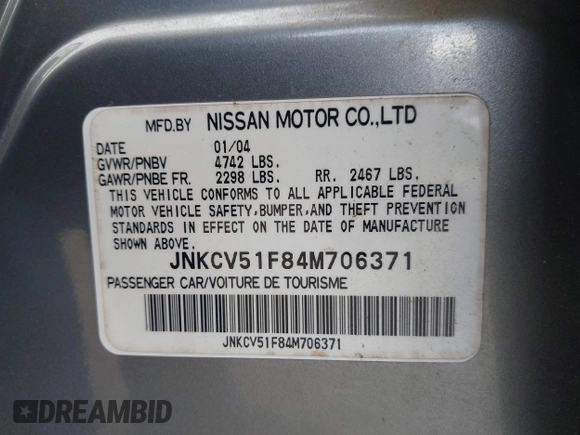 MFD.BY NISSAN MOTOR CO.,LTD
DATE 01/04
GVWR/PNBV 4742 LBS.
GAWR/PNBE FR. 2298 LBS. RR. 2467 LBS.
THIS VEHICLE CONFORMS TO ALL APPLICABLE FEDERAL
MOTOR VEHICLE SAFETY,BUMPER,AND THEFT PREVENTION
STANDARDS IN EFFECT ON THE DATE OF MANUFACTURE
SHOWN ABOVE. JNKCV51F84M706371
PASSENGER CAR/VOITURE DE TOURISME
JNKCV51F84M706371
DREAMBID